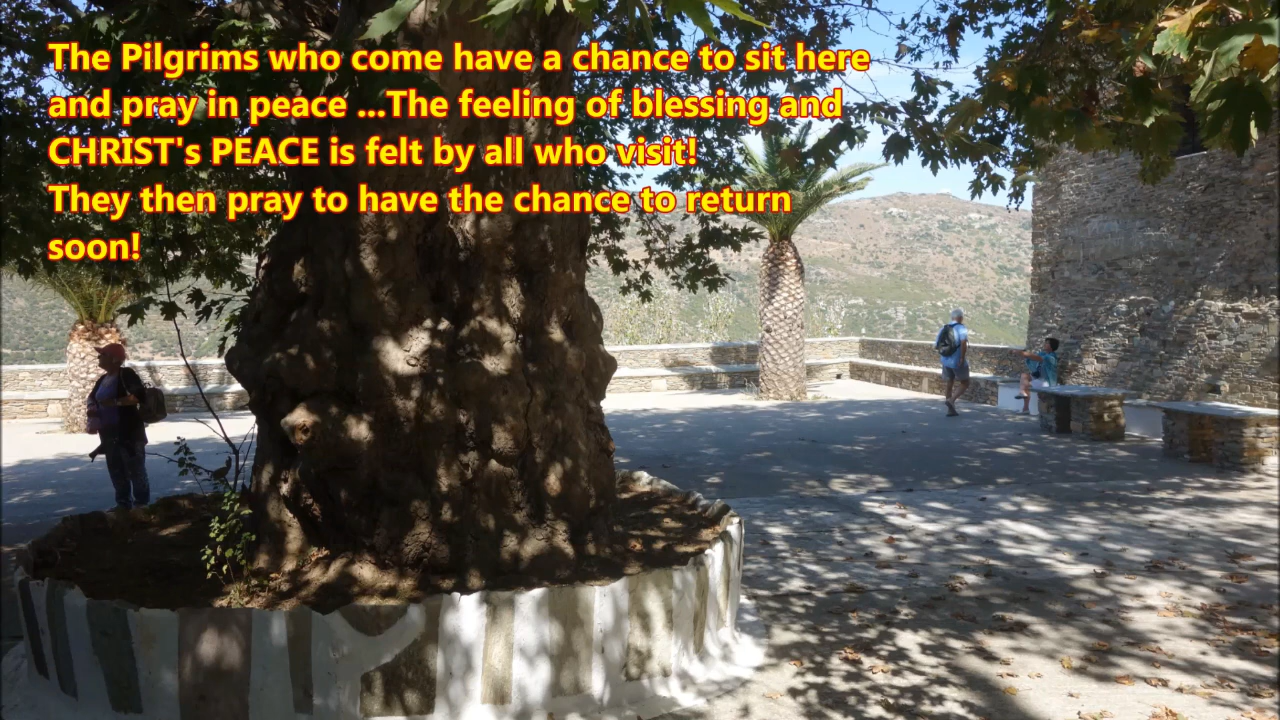 The Pilgrims who come have a chance to sit here
and pray in peace ...The feeling of blessing and
CHRIST's PEACE is felt by all who visit!
They then pray to have the chance to return
soon!